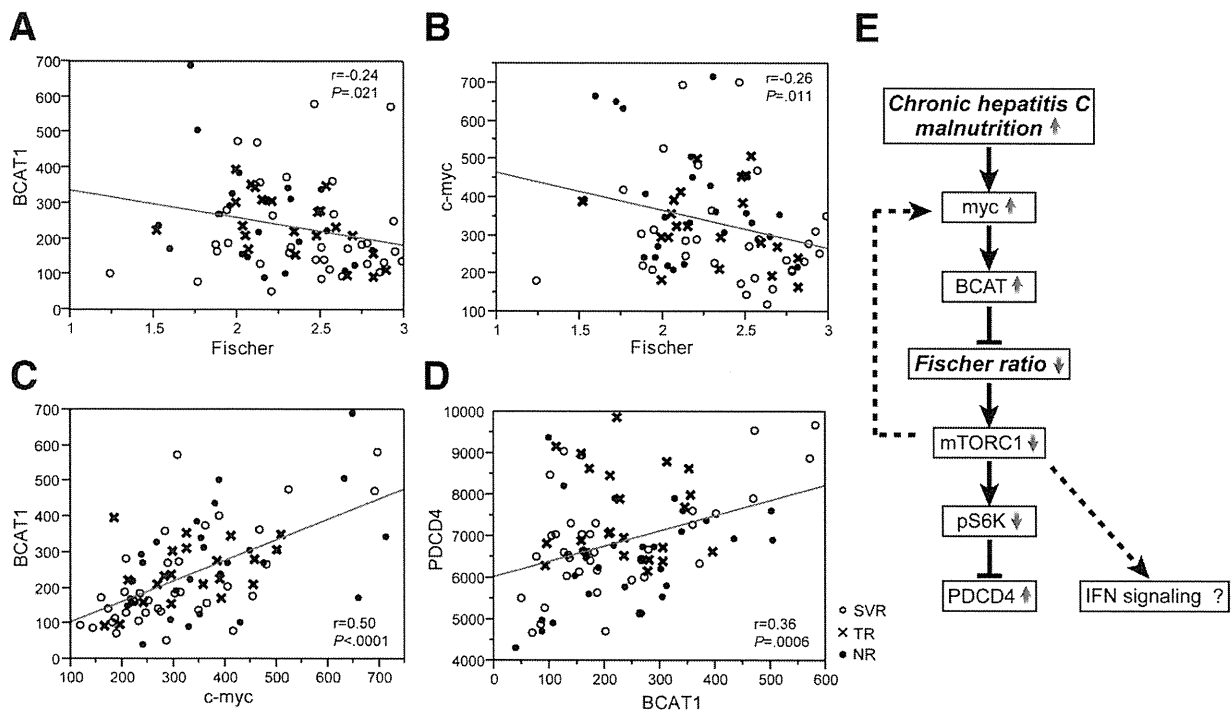 A
BCAT1
700
600
500
400
300
200
100
0
1
1.5
2
2.5
3
Fischer
r=-0.24
P=.021
B
c-myc
700
600
500
400
300
200
100
1
1.5
2
2.5
3
Fischer
r=-0.26
P=.011
C
BCAT1
700
600
500
400
300
200
100
0
100
200
300
400
500
600
700
c-myc
r=0.50
P<.0001
D
PDCD4
10000
9000
8000
7000
6000
5000
4000
0
100
200
300
400
500
600
BCAT1
r=0.36
P=.0006
SVR
TR
NR
E
Chronic hepatitis C
malnutrition
myc
BCAT
Fischer ratio
mTORC1
pS6K
PDCD4
IFN signaling ?